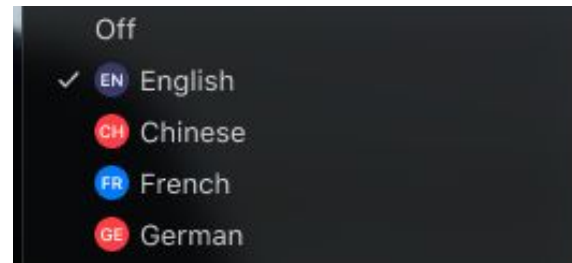 Off
EN English
CH Chinese
FR French
GE German